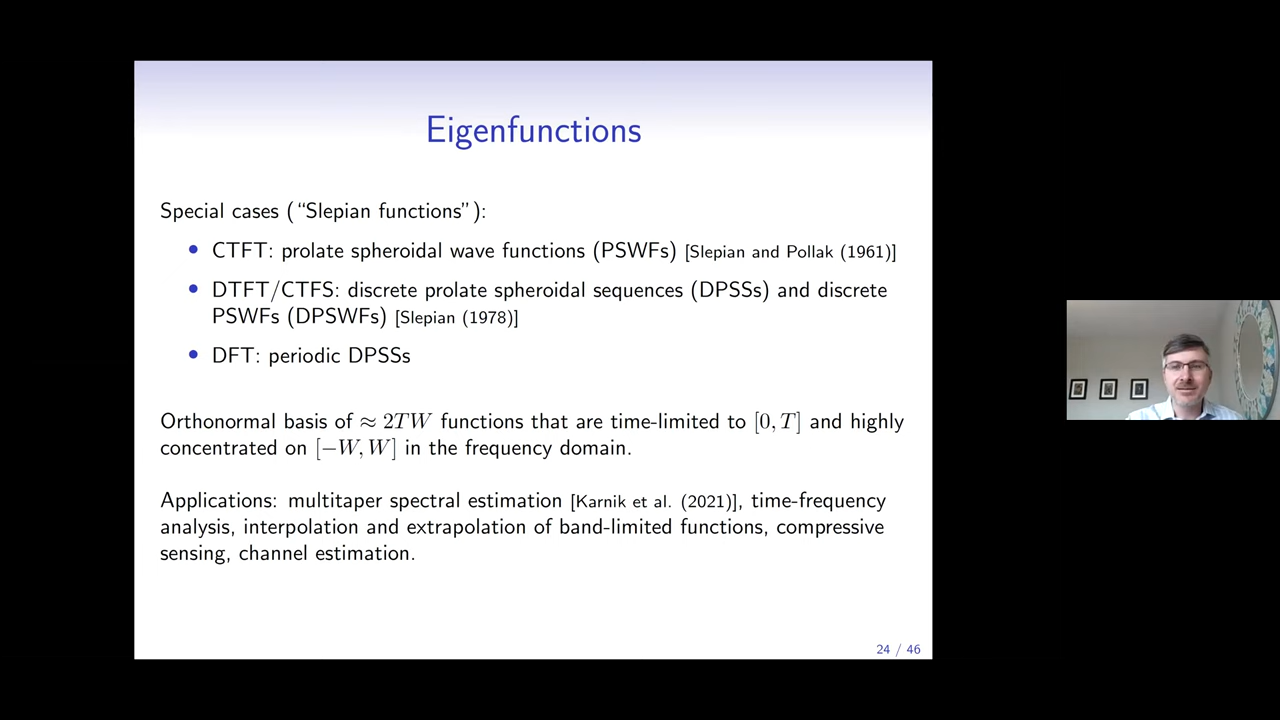 Eigenfunctions
Special cases (“Slepian functions”):
• CTFT: prolate spheroidal wave functions (PSWFs) [Slepian and Pollak (1961)]
• DTFT/CTFS: discrete prolate spheroidal sequences (DPSSs) and discrete
PSWFs (DPSWFs) [Slepian (1978)]
• DFT: periodic DPSSs
Orthonormal basis of ≈ 2TW functions that are time-limited to [0, T] and highly
concentrated on [−W, W] in the frequency domain.
Applications: multitaper spectral estimation [Karnik et al. (2021)], time-frequency
analysis, interpolation and extrapolation of band-limited functions, compressive
sensing, channel estimation.
24 / 46